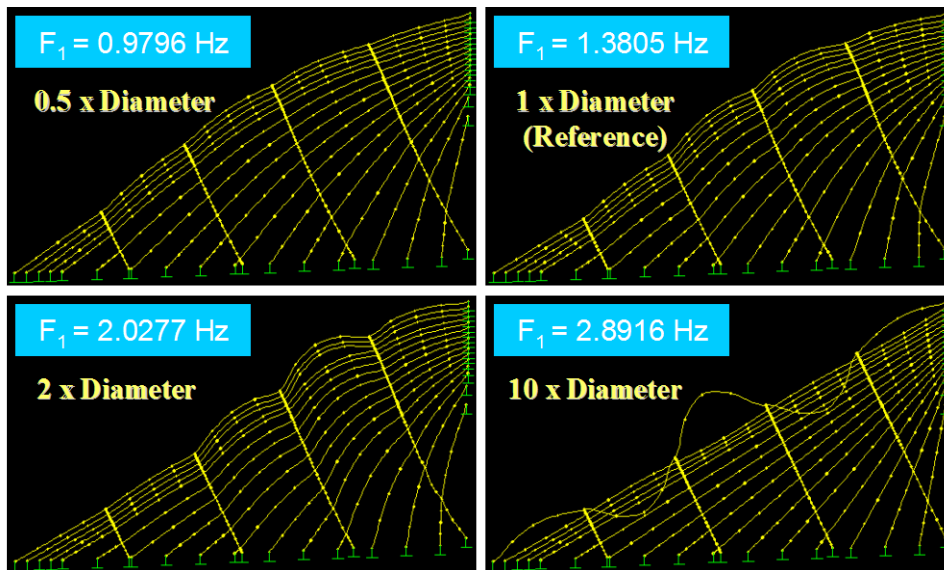 F₁ = 0.9796 Hz
0.5 x Diameter
F₁ = 1.3805 Hz
1 x Diameter
(Reference)
F₁ = 2.0277 Hz
2 x Diameter
F₁ = 2.8916 Hz
10 x Diameter